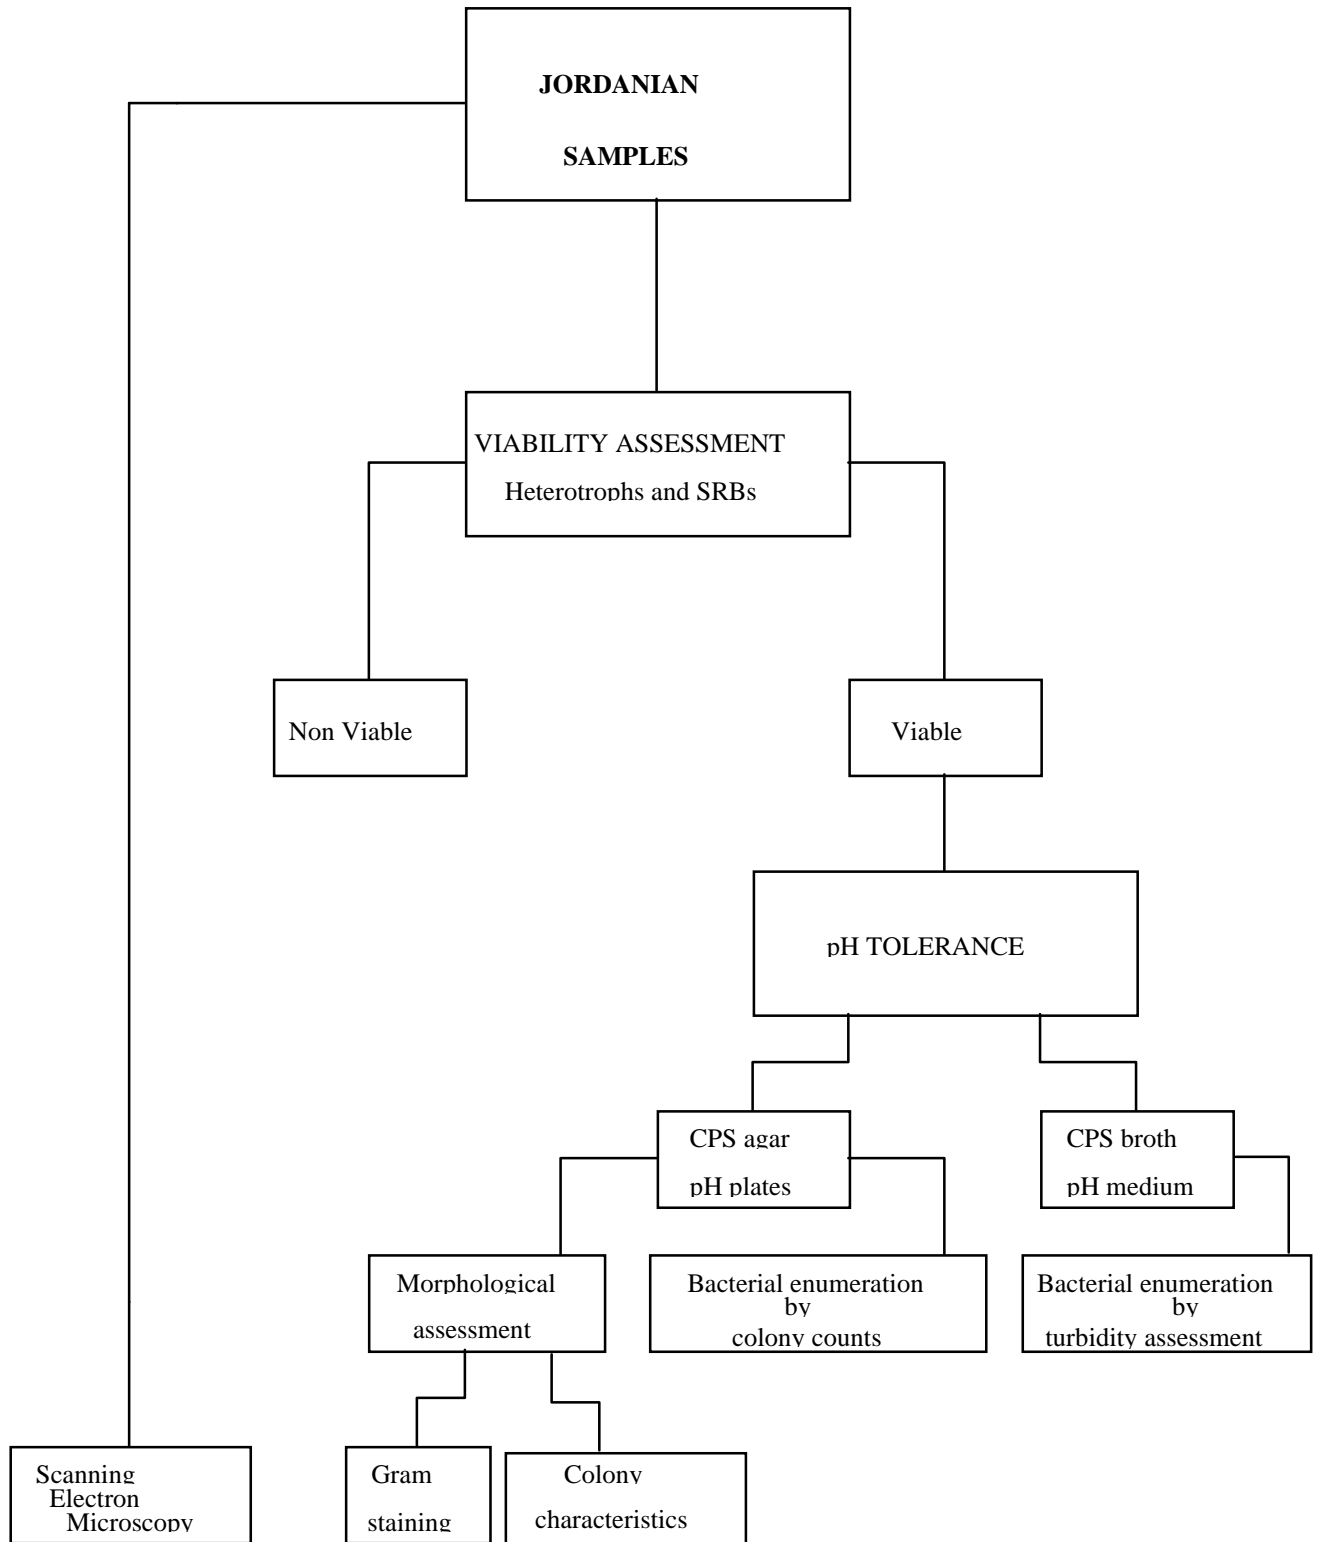 JORDANIAN
SAMPLES
VIABILITY ASSESSMENT
Heterotrophs and SRBs
Non Viable
Viable
pH TOLERANCE
CPS agar
pH plates
CPS broth
pH medium
Morphological
assessment
Bacterial enumeration
by
colony counts
Bacterial enumeration
by
turbidity assessment
Scanning
Electron
Microscopy
Gram
staining
Colony
characteristics